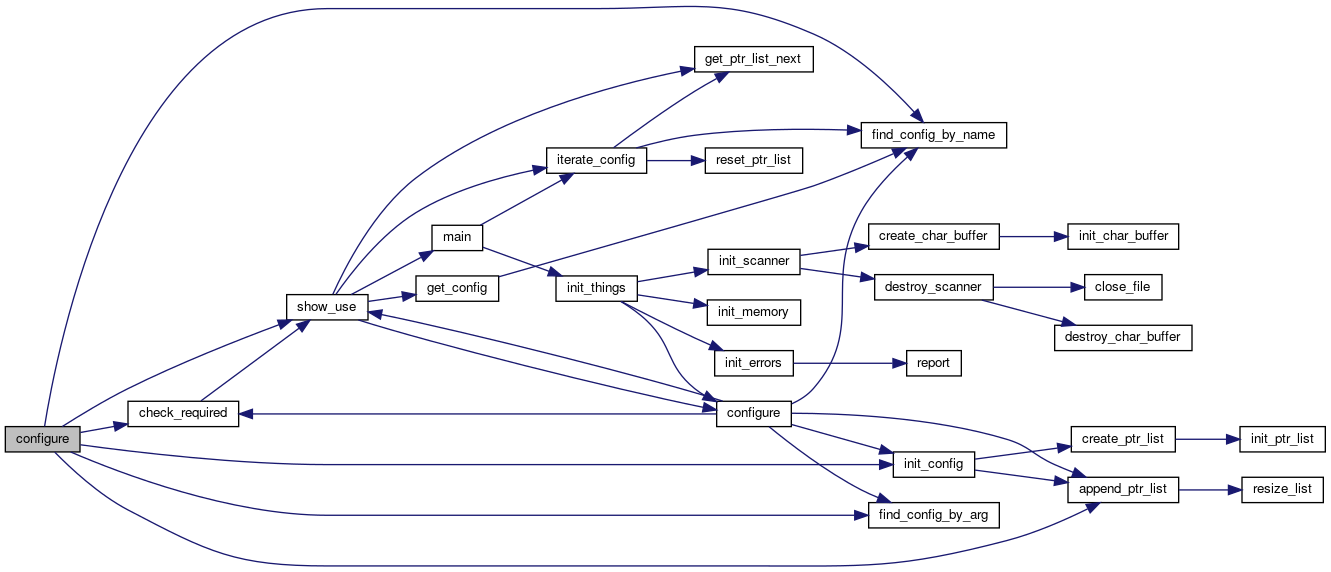 get_ptr_list_next
find_config_by_name
iterate_config
reset_ptr_list
main
create_char_buffer
init_char_buffer
init_scanner
get_config
init_things
destroy_scanner
close_file
show_use
init_memory
destroy_char_buffer
init_errors
report
check_required
configure
configure
create_ptr_list
init_ptr_list
init_config
append_ptr_list
resize_list
find_config_by_arg